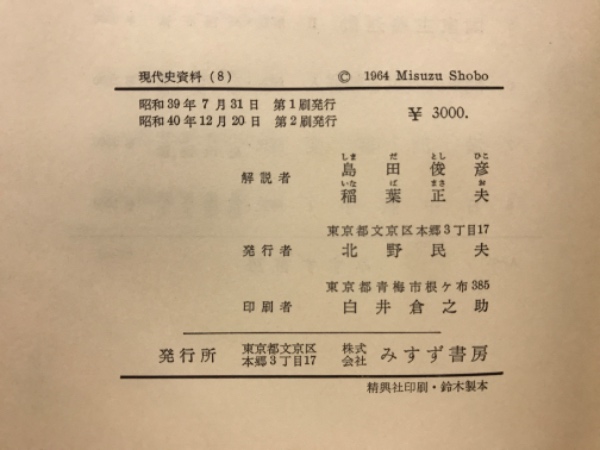 現代史資料(8) © 1964 Misuzu Shobo
昭和39年7月31日 第1刷発行
昭和40年12月20日 第2刷発行
¥ 3000.
しま だ とし ひこ
解説者 島田俊彦
いな ば まさ お
稲葉正夫
東京都文京区本郷3丁目17
発行者 北野民夫
東京都青梅市根ヶ布385
印刷者 白井倉之助
発行所 東京都文京区本郷3丁目17 株式会社 みすず書房
精興社印刷・鈴木製本